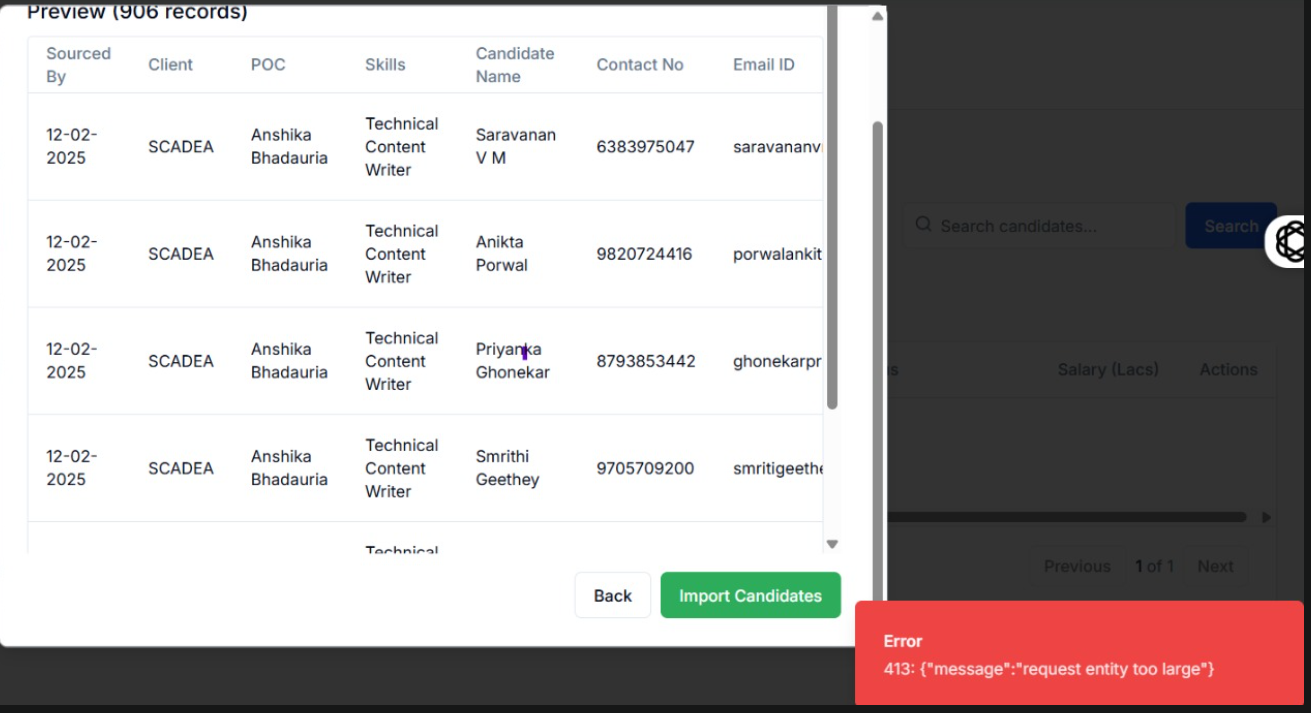 Preview (906 records)
Sourced By Client POC Skills Candidate Name Contact No Email ID
12-02-2025 SCADEA Anshika Bhadauria Technical Content Writer Saravanan V M 6383975047
12-02-2025 SCADEA Anshika Bhadauria Technical Content Writer Anikta Porwal 9820724416 porwalankit
12-02-2025 SCADEA Anshika Bhadauria Technical Content Writer Priyanka Ghonekar 8793853442 ghonekarpr
12-02-2025 SCADEA Anshika Bhadauria Technical Content Writer Smrithi Geethey 9705709200 smritigeethe
Technical
Back Import Candidates
Search candidates... Search
Salary (Lacs) Actions
Previous 1 of 1 Next
Error
413: {"message":"request entity too large"}